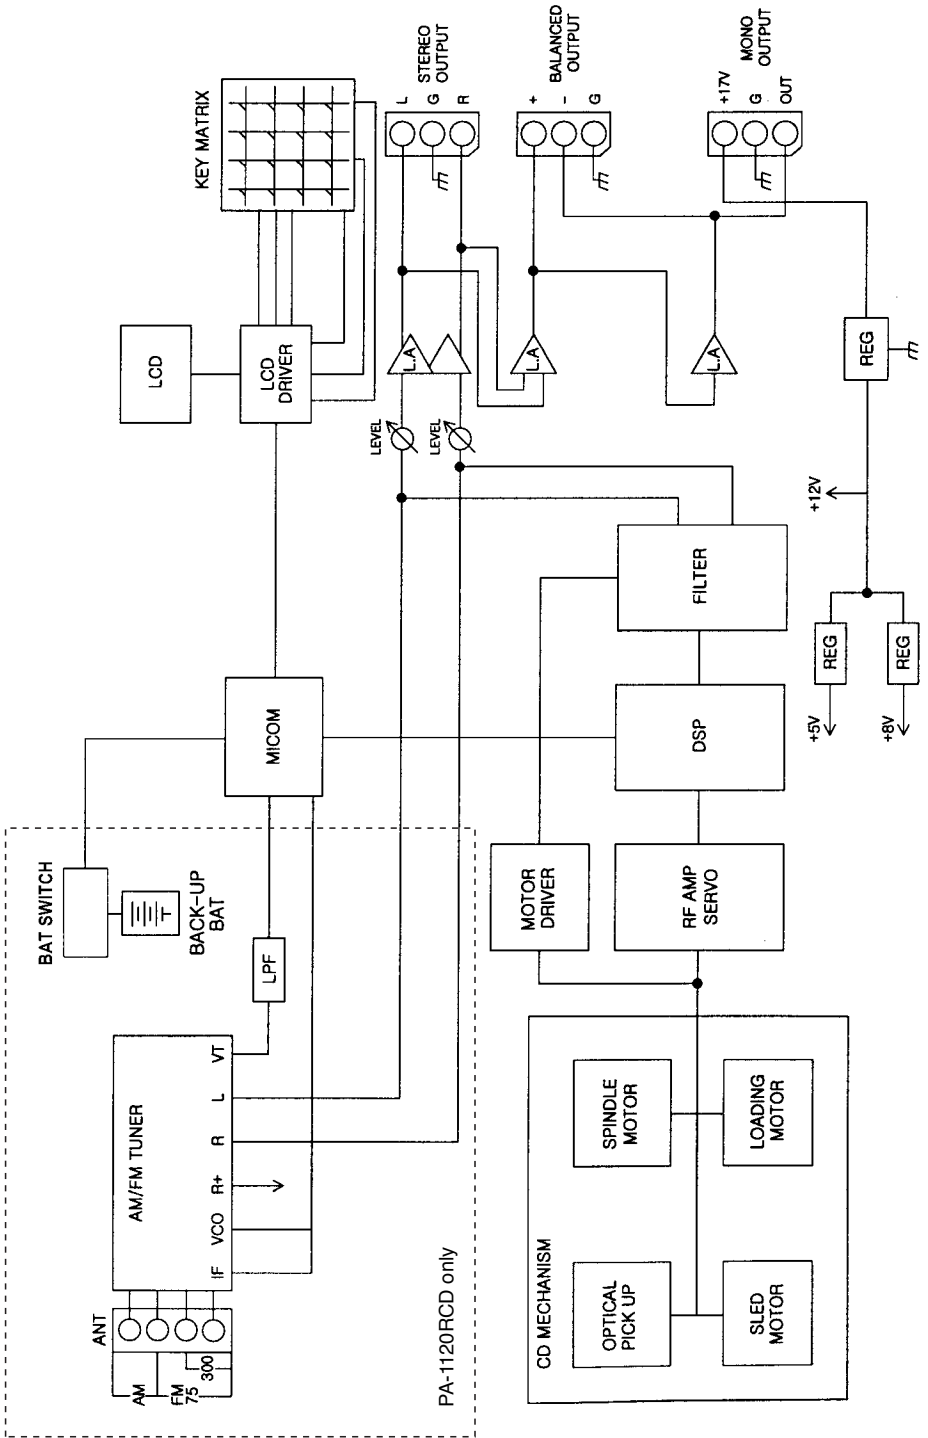 ANT
AM
FM
75
300
AM/FM TUNER
IF
VCO
R+
R
L
VT
LPF
BAT SWITCH
BACK-UP
BAT
PA-1120RCD only
MICOM
LCD
LCD
DRIVER
KEY MATRIX
LEVEL
LEVEL
L.A
L.A
L.A
STEREO
OUTPUT
L
G
R
BALANCED
OUTPUT
+
-
G
MONO
OUTPUT
+17V
G
OUT
CD MECHANISM
OPTICAL
PICK UP
SPINDLE
MOTOR
SLED
MOTOR
LOADING
MOTOR
MOTOR
DRIVER
RF AMP
SERVO
DSP
FILTER
REG
+12V
REG
+5V
REG
+8V